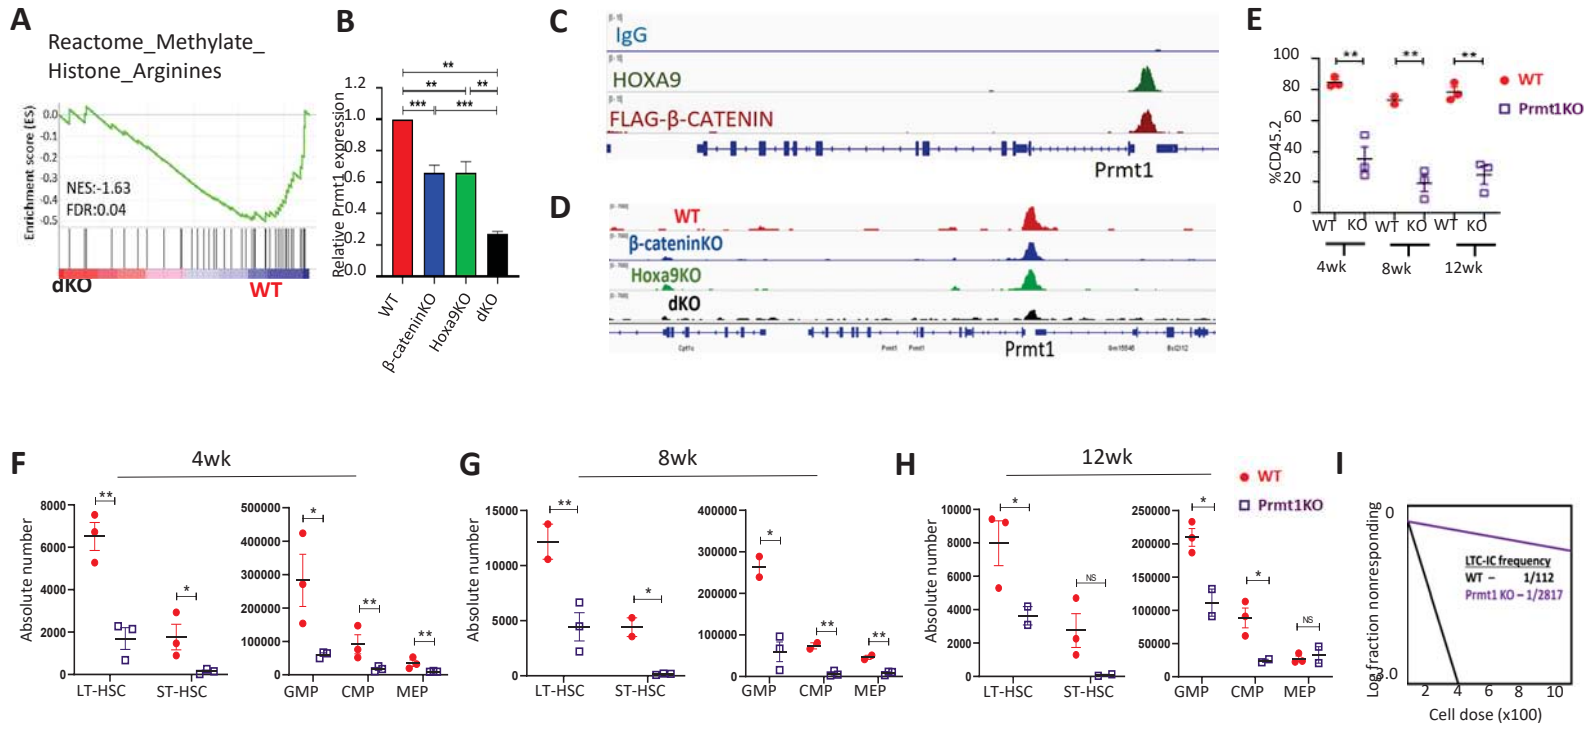 A
Reactome_Methylate_
Histone_Arginines
Enrichment score (ES)
0.0
-0.1
-0.2
-0.3
-0.4
-0.5
NES:-1.63
FDR:0.04
dKO
WT
B
Relative Prmt1 expression
1.2
1.0
0.8
0.6
0.4
0.2
0.0
**
** **
*** ***
WT
β-cateninKO
Hoxa9KO
dKO
C
IgG
HOXA9
FLAG-β-CATENIN
Prmt1
D
WT
β-cateninKO
Hoxa9KO
dKO
Cpt1c
Prmt1 Prmt1
Prmt1
Bcl2l12
E
%CD45.2
100
80
60
40
20
0
** ** **
WT
Prmt1KO
WT KO WT KO WT KO
4wk 8wk 12wk
F
4wk
Absolute number
8000
6000
4000
2000
0
**
*
LT-HSC ST-HSC
500000
400000
300000
200000
100000
0
*
**
**
GMP CMP MEP
G
8wk
Absolute number
15000
10000
5000
0
**
*
LT-HSC ST-HSC
400000
300000
200000
100000
0
*
**
**
GMP CMP MEP
H
12wk
Absolute number
10000
8000
6000
4000
2000
0
*
NS
LT-HSC ST-HSC
250000
200000
150000
100000
50000
0
*
*
NS
GMP CMP MEP
WT
Prmt1KO
I
Log fraction nonresponding
0
3.0
LTC-IC frequency
WT – 1/112
Prmt1 KO – 1/2817
2 4 6 8 10
Cell dose (x100)